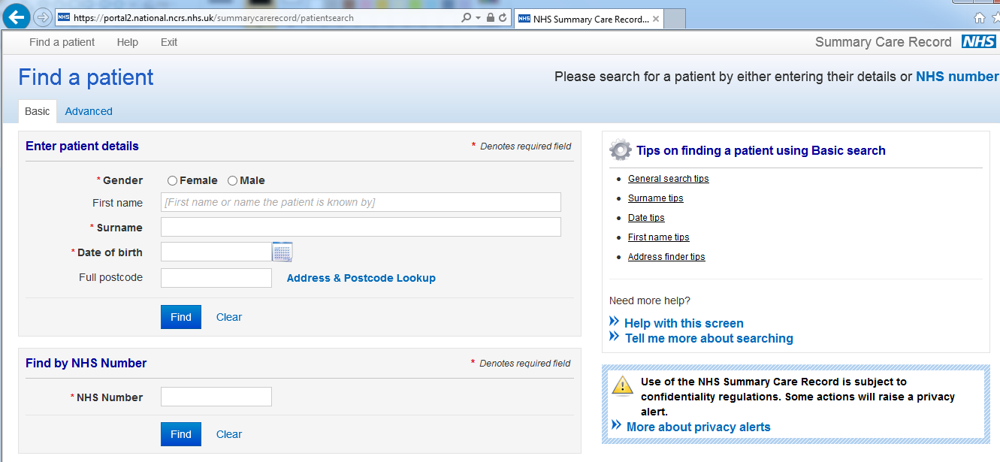 NHS https://portal2.national.ncrs.nhs.uk/summarycarerecord/patientsearch
NHS NHS Summary Care Record...
Find a patient Help Exit
Summary Care Record NHS
Find a patient
Please search for a patient by either entering their details or NHS number
Basic Advanced
Enter patient details
* Denotes required field
* Gender Female Male
First name [First name or name the patient is known by]
* Surname
* Date of birth
Full postcode Address & Postcode Lookup
Find Clear
Find by NHS Number
* Denotes required field
* NHS Number
Find Clear
Tips on finding a patient using Basic search
General search tips
Surname tips
Date tips
First name tips
Address finder tips
Need more help?
Help with this screen
Tell me more about searching
Use of the NHS Summary Care Record is subject to
confidentiality regulations. Some actions will raise a privacy
alert.
More about privacy alerts